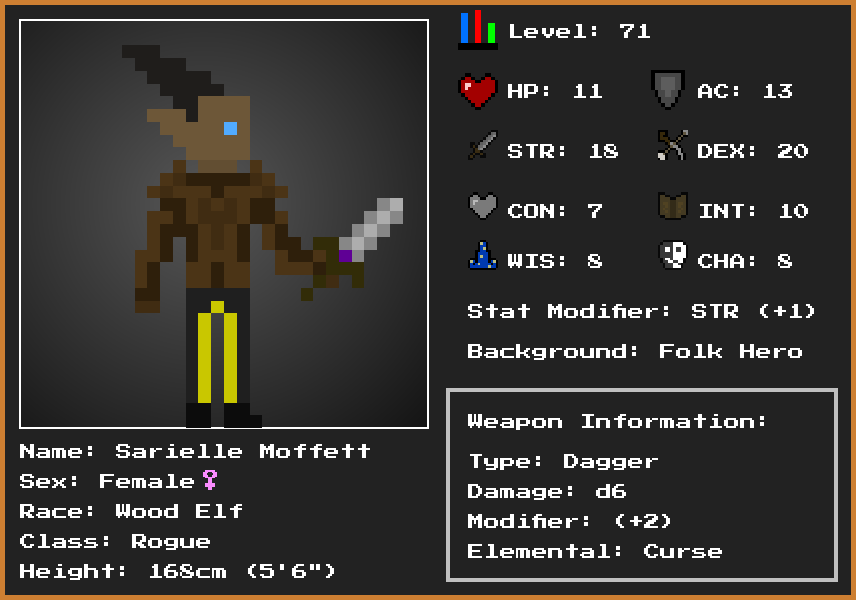 Level: 71
HP: 11
AC: 13
STR: 18
DEX: 20
CON: 7
INT: 10
WIS: 8
CHA: 8
Stat Modifier: STR (+1)
Background: Folk Hero
Weapon Information:
Type: Dagger
Damage: d6
Modifier: (+2)
Elemental: Curse
Name: Sarielle Moffett
Sex: Female♀
Race: Wood Elf
Class: Rogue
Height: 168cm (5'6")